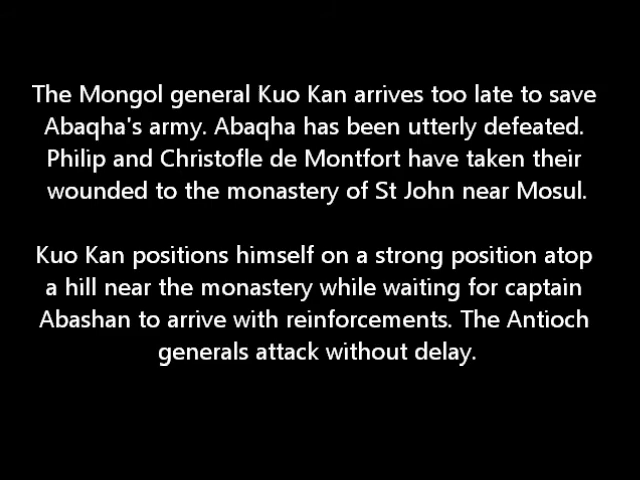 The Mongol general Kuo Kan arrives too late to save
Abaqha's army. Abaqha has been utterly defeated.
Philip and Christofle de Montfort have taken their
wounded to the monastery of St John near Mosul.
Kuo Kan positions himself on a strong position atop
a hill near the monastery while waiting for captain
Abashan to arrive with reinforcements. The Antioch
generals attack without delay.